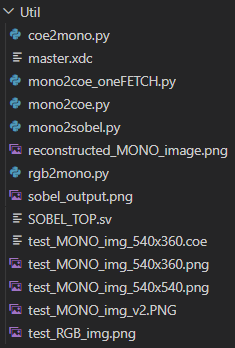 Util
coe2mono.py
master.xdc
mono2coe_oneFETCH.py
mono2coe.py
mono2sobel.py
reconstructed_MONO_image.png
rgb2mono.py
sobel_output.png
SOBEL_TOP.sv
test_MONO_img_540x360.coe
test_MONO_img_540x360.png
test_MONO_img_540x540.png
test_MONO_img_v2.PNG
test_RGB_img.png